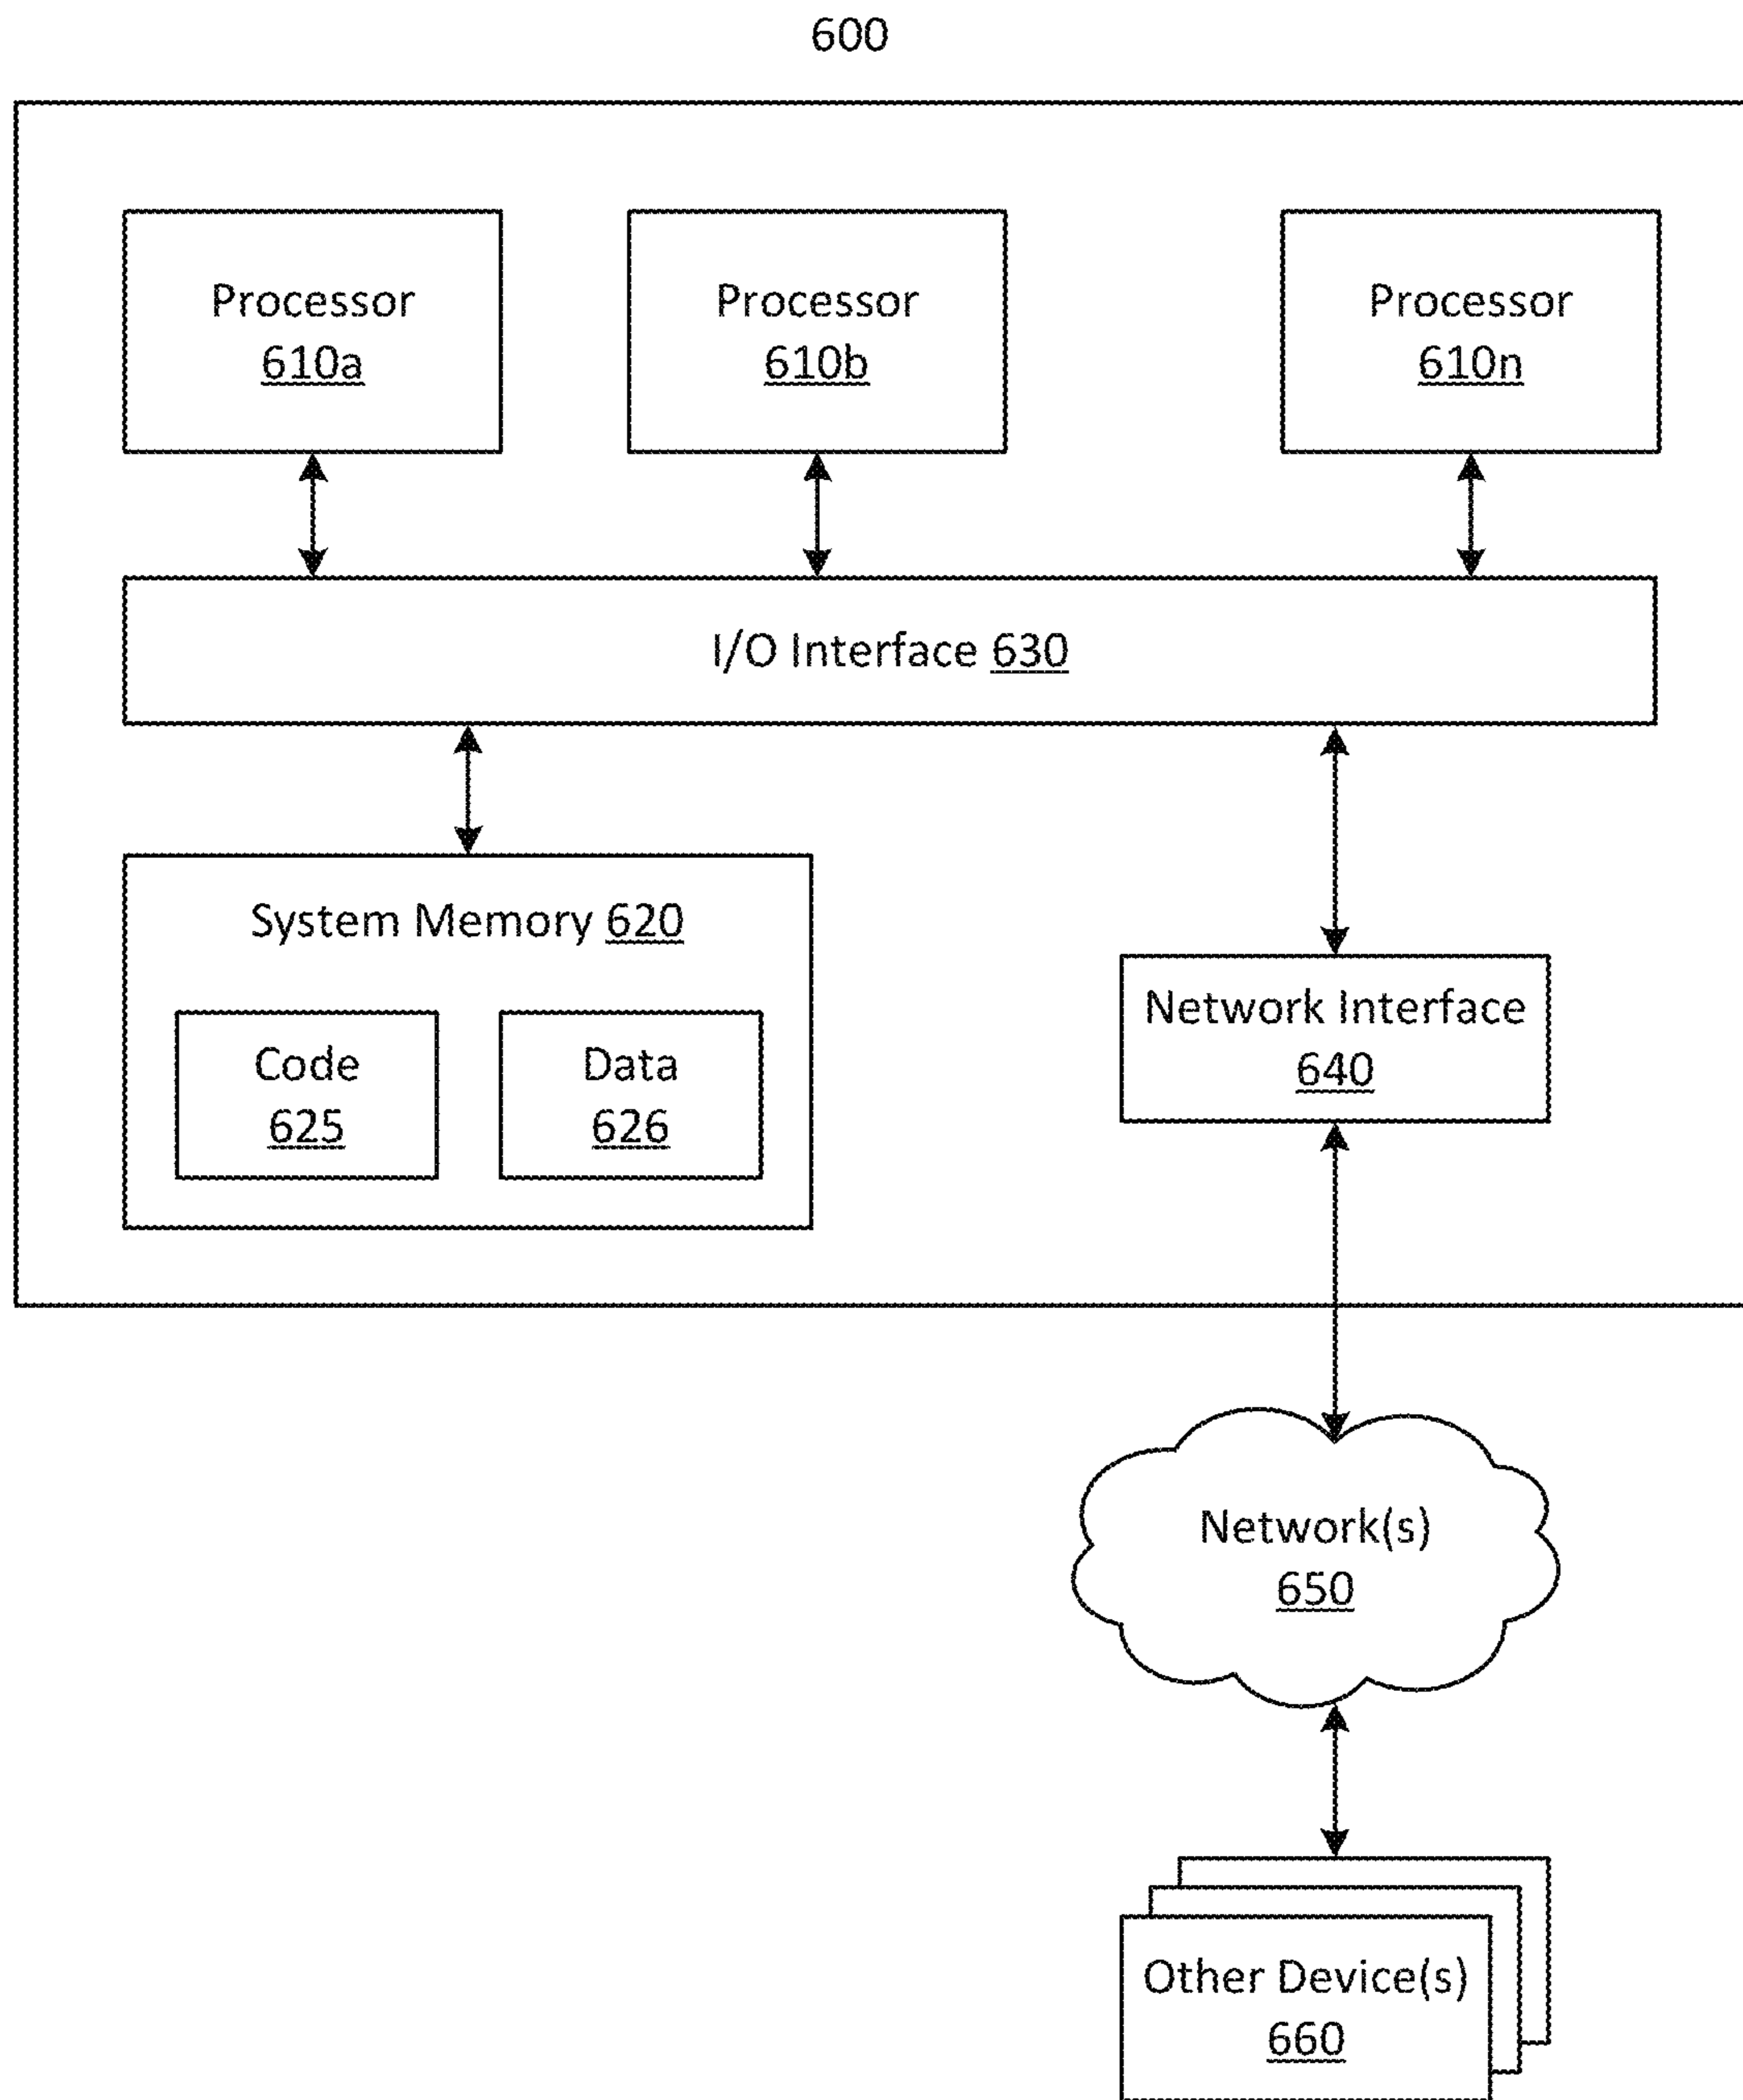 600
Processor
610a
Processor
610b
Processor
610n
I/O Interface 630
System Memory 620
Code
625
Data
626
Network Interface
640
Network(s)
650
Other Device(s)
660